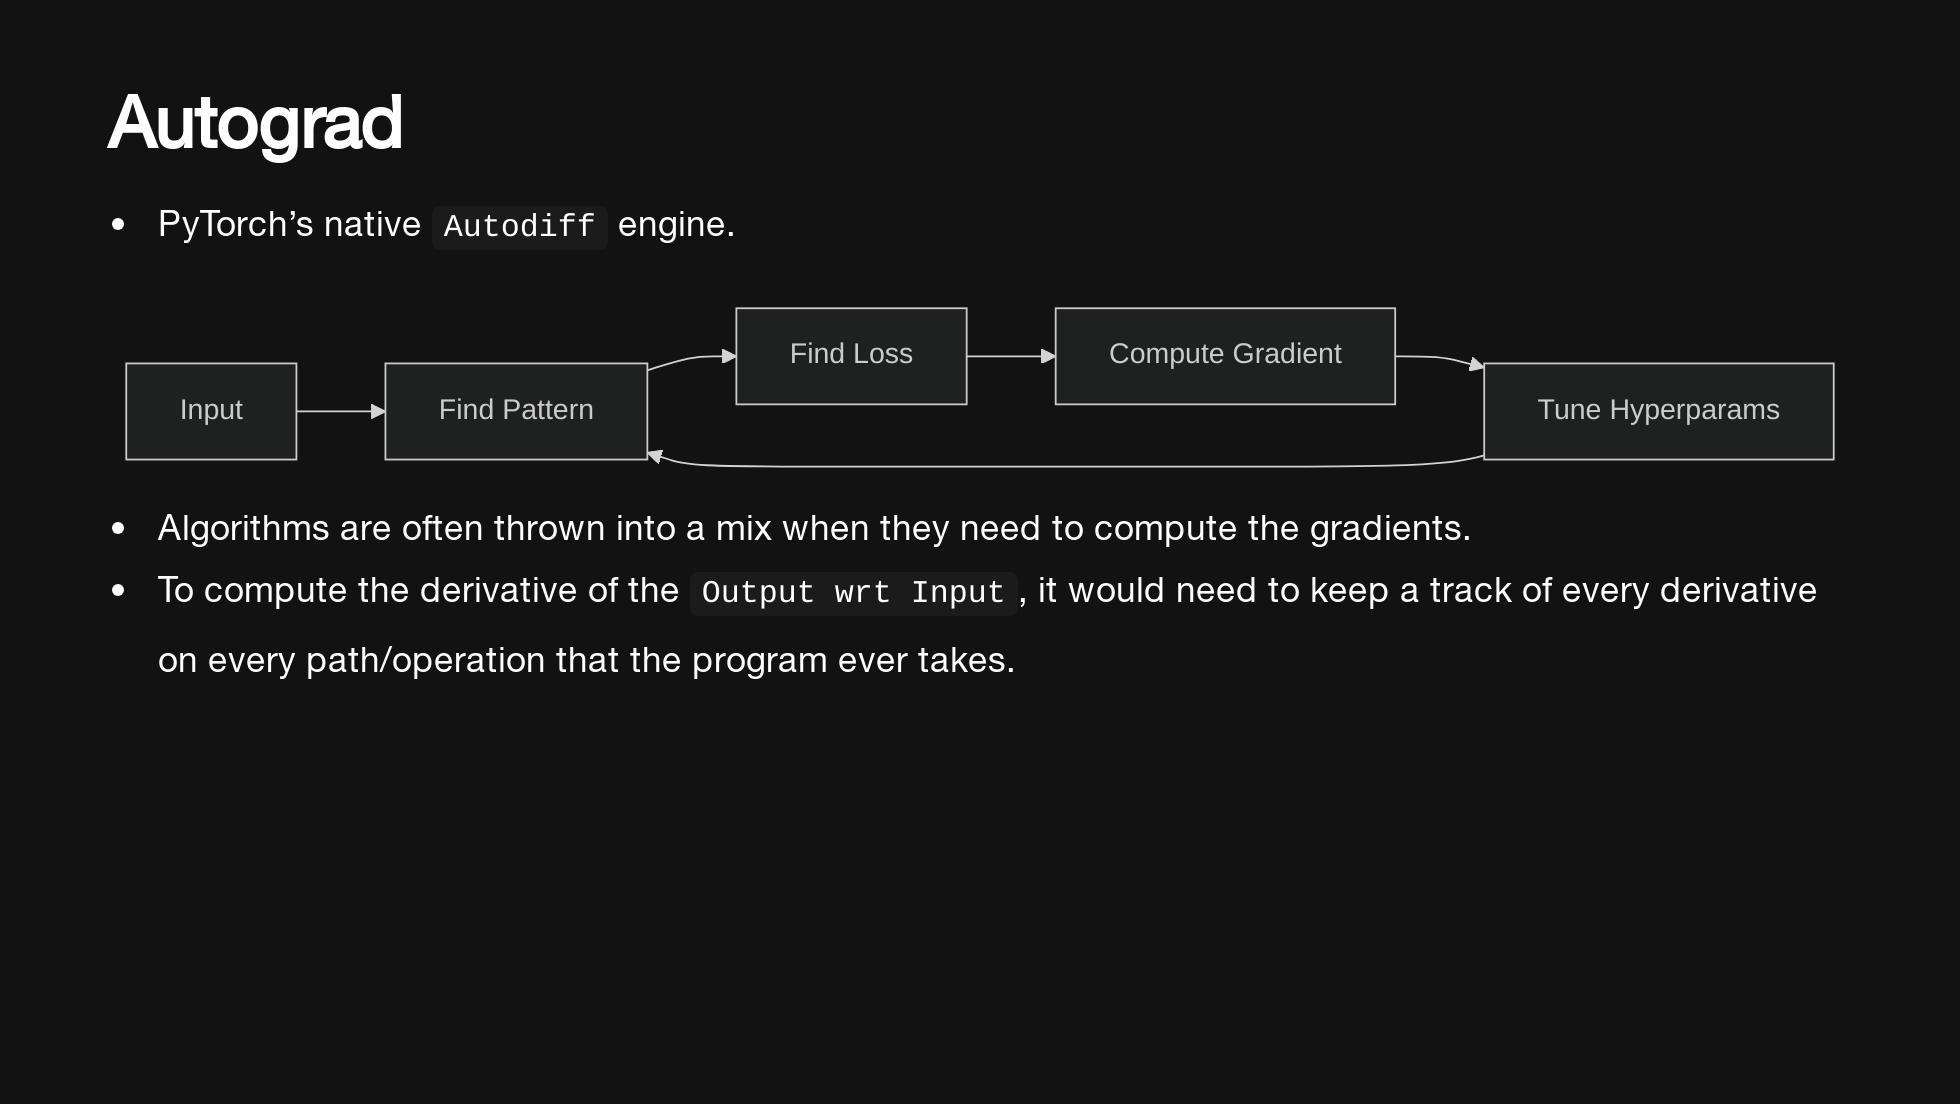 Autograd
• PyTorch’s native Autodiff engine.
Find Loss
Compute Gradient
Input
Find Pattern
Tune Hyperparams
• Algorithms are often thrown into a mix when they need to compute the gradients.
• To compute the derivative of the Output wrt Input, it would need to keep a track of every derivative
on every path/operation that the program ever takes.